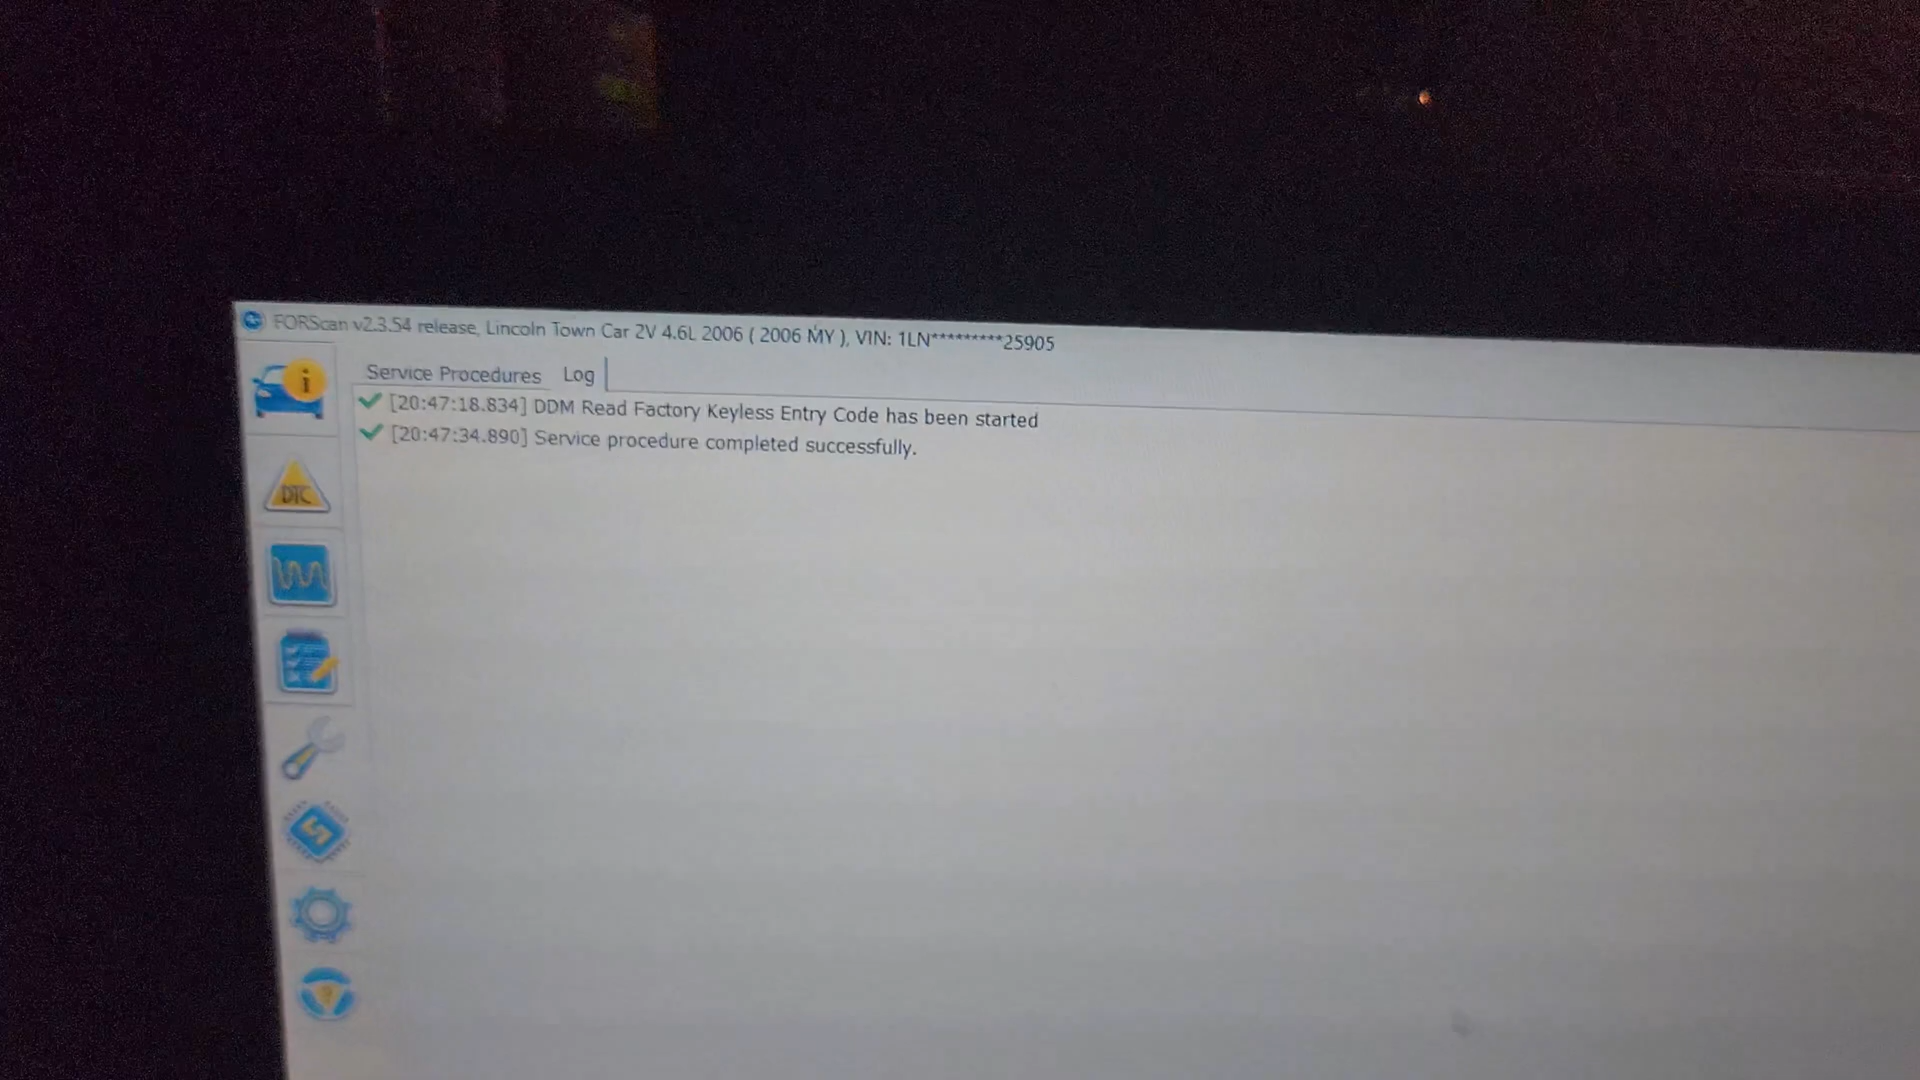 FORScan v2.3.54 release, Lincoln Town Car 2V 4.6L 2006 ( 2006 MY ), VIN: 1LN*********25905
Service Procedures Log
[20:47:18.834] DDM Read Factory Keyless Entry Code has been started
[20:47:34.890] Service procedure completed successfully.
DTC